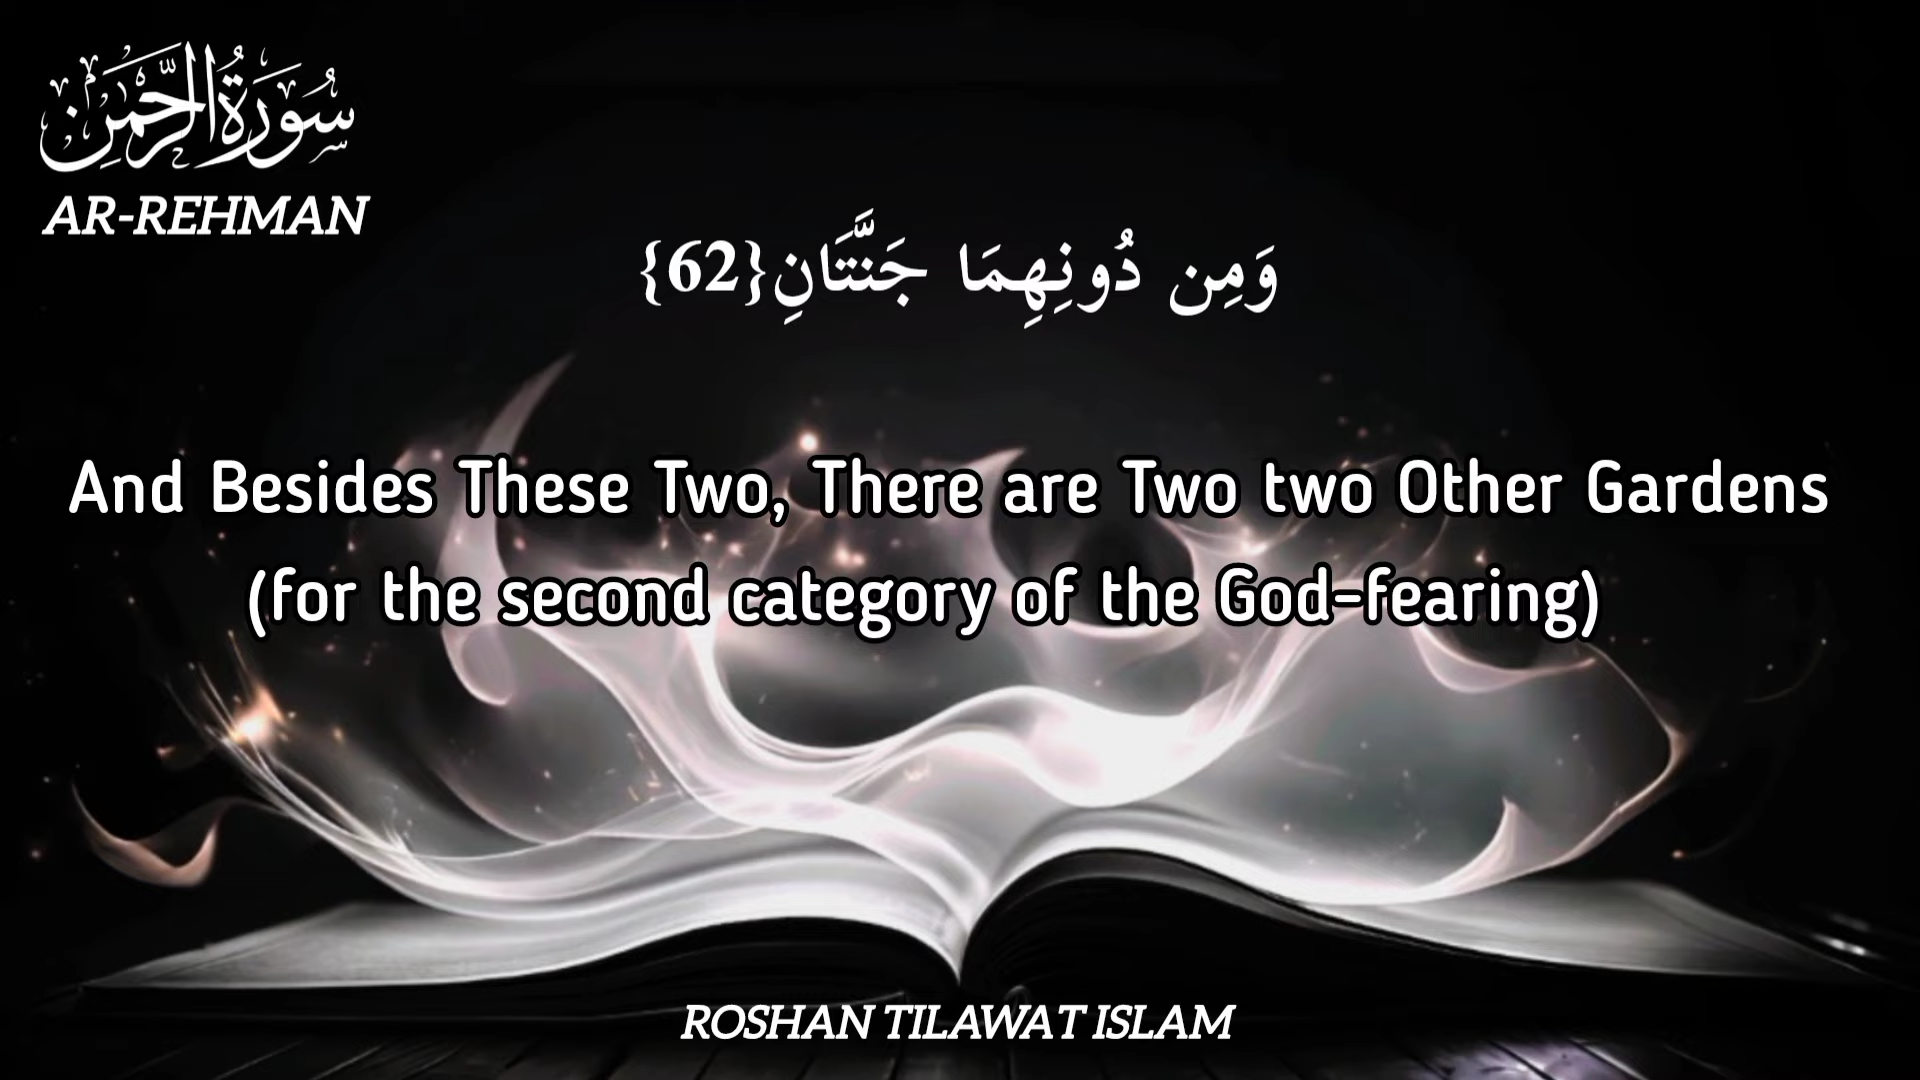 سُورَةُ الرَّحْمَٰن
AR-REHMAN
وَمِن دُونِهِمَا جَنَّتَانِ{62}
And Besides These Two, There are Two two Other Gardens
(for the second category of the God-fearing)
ROSHAN TILAWAT ISLAM